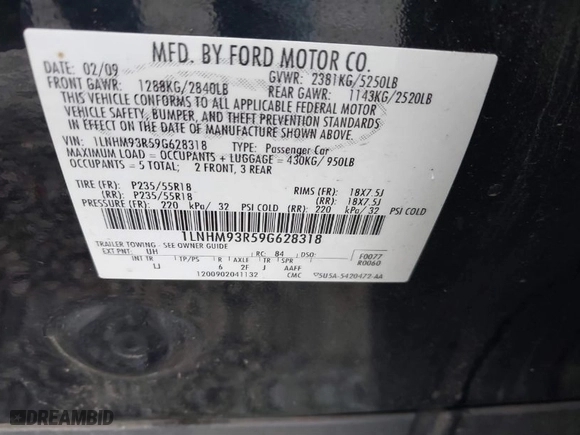 MFD. BY FORD MOTOR CO.
DATE: 02/09 GVWR: 2381KG/5250LB
FRONT GAWR: 1288KG/2840LB REAR GAWR: 1143KG/2520LB
THIS VEHICLE CONFORMS TO ALL APPLICABLE FEDERAL MOTOR
VEHICLE SAFETY, BUMPER, AND THEFT PREVENTION STANDARDS
IN EFFECT ON THE DATE OF MANUFACTURE SHOWN ABOVE.
VIN: 1LNHM93R59G628318 TYPE: Passenger Car
MAXIMUM LOAD = OCCUPANTS + LUGGAGE = 430KG/950LB
OCCUPANTS = 5 TOTAL; 2 FRONT, 3 REAR
TIRE (FR): P235/55R18 RIMS (FR): 18X7.5J
(RR): P235/55R18 (RR): 18X7.5J
PRESSURE (FR): 220 kPa/ 32 PSI COLD (RR): 220 kPa/ 32 PSI COLD
1LNHM93R59G628318
TRAILER TOWING - SEE OWNER GUIDE
EXT PNT: UH RC: 84 DSO: F0077
R0060
INT TR TP/PS R AXLE TR SPR
LJ 6 2F J AAFF
1200902041132 CMC 5U5A-5420472-AA
DREAMBID